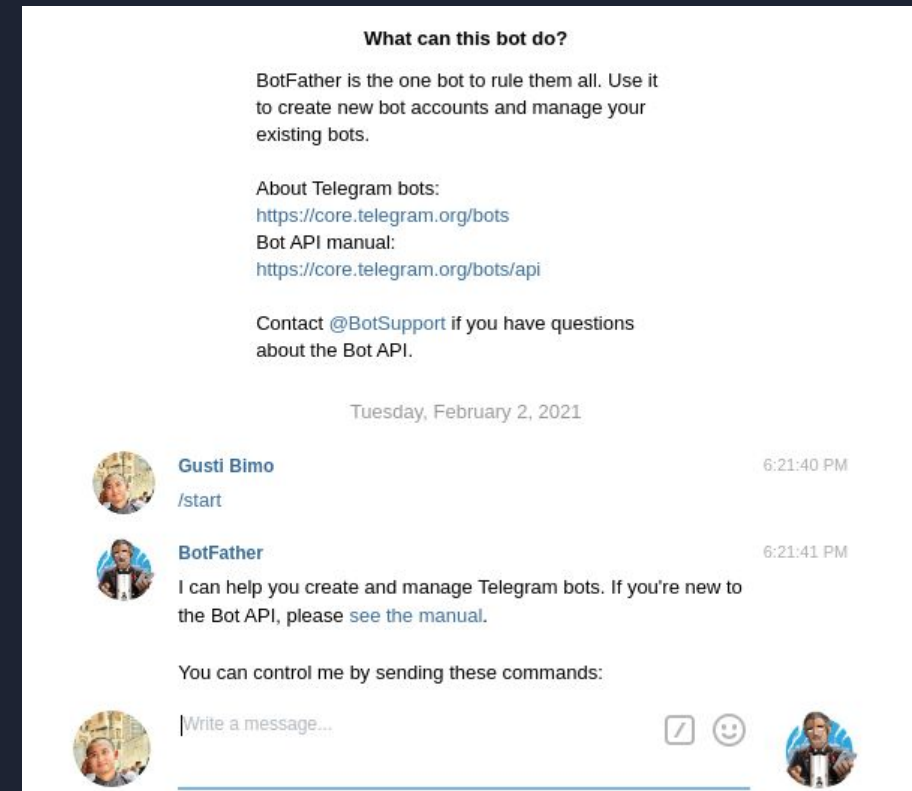 What can this bot do?
BotFather is the one bot to rule them all. Use it
to create new bot accounts and manage your
existing bots.
About Telegram bots:
https://core.telegram.org/bots
Bot API manual:
https://core.telegram.org/bots/api
Contact @BotSupport if you have questions
about the Bot API.
Tuesday, February 2, 2021
Gusti Bimo 6:21:40 PM
/start
BotFather 6:21:41 PM
I can help you create and manage Telegram bots. If you're new to
the Bot API, please see the manual.
You can control me by sending these commands:
Write a message...